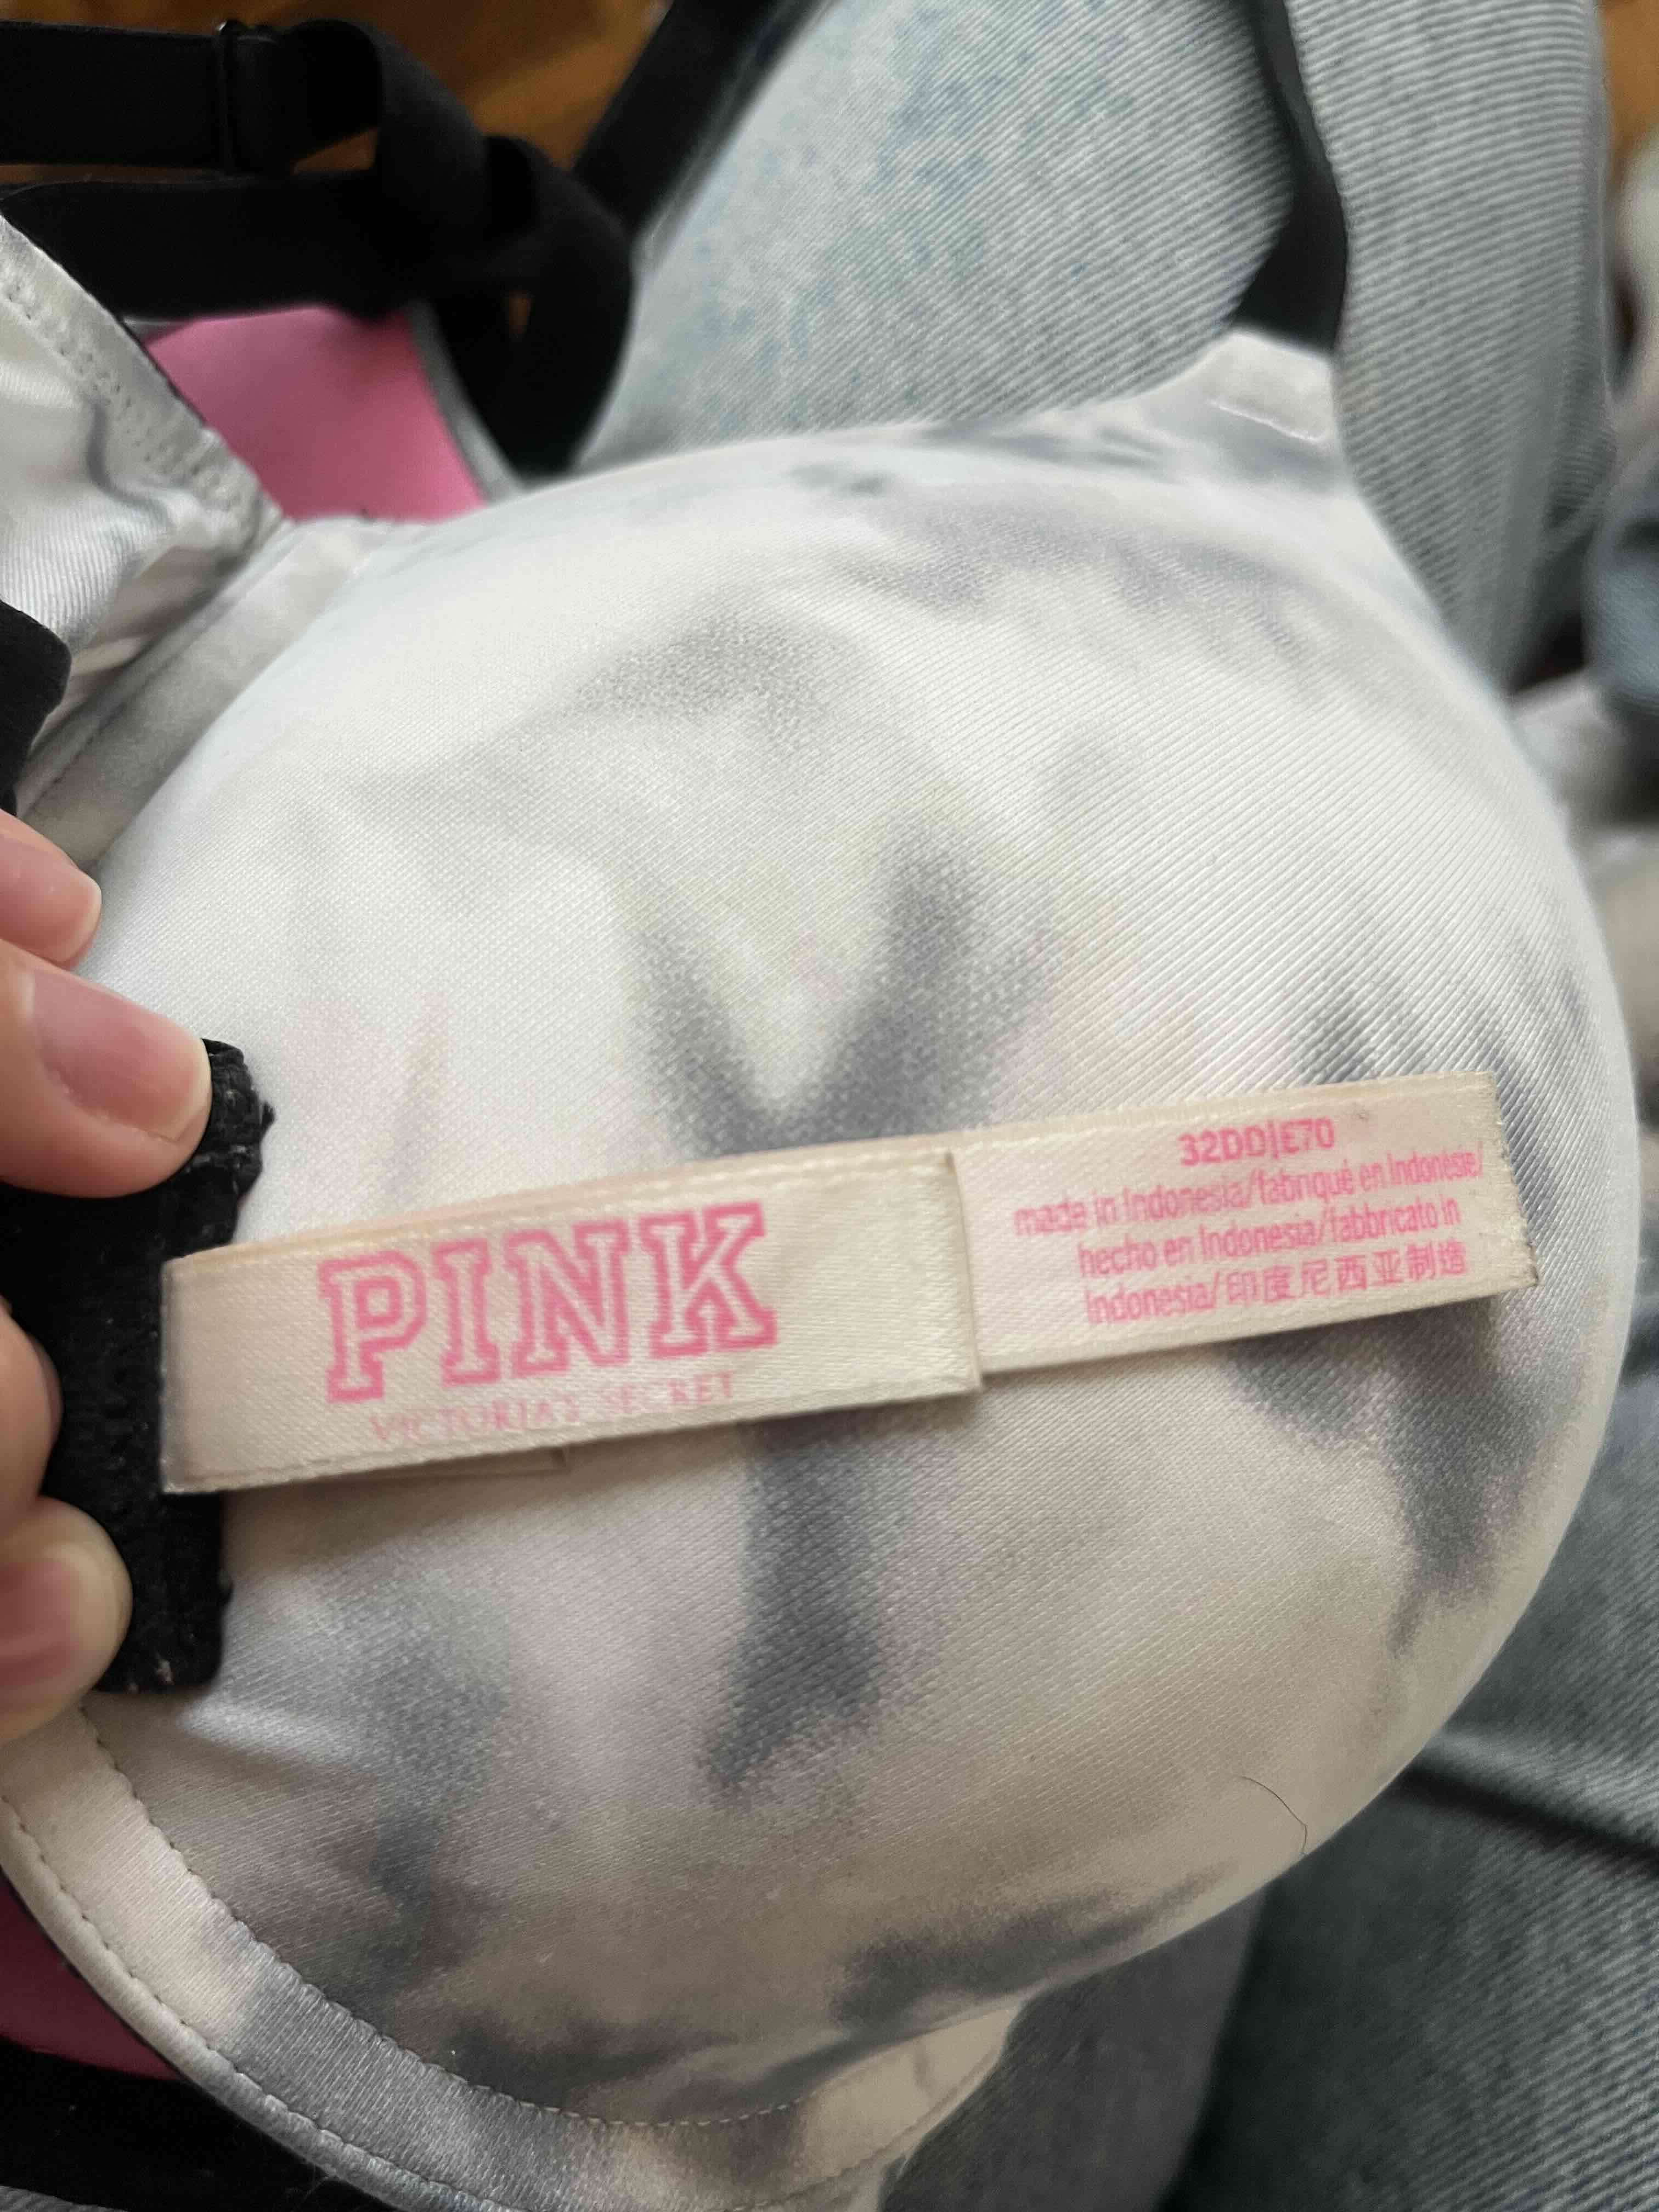 PINK
VICTORIA'S SECRET
32DD|E70
made in Indonesia/fabriqué en Indonésie/
hecho en Indonesia/fabbricato in
Indonesia/印度尼西亚制造